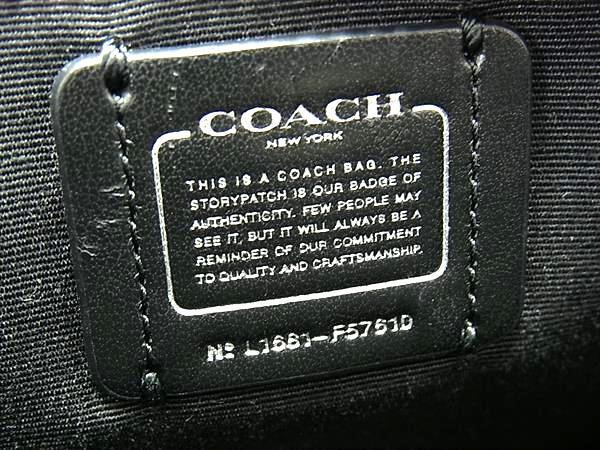 COACH
NEW YORK
THIS IS A COACH BAG. THE
STORYPATCH IS OUR BADGE OF
AUTHENTICITY. FEW PEOPLE MAY
SEE IT, BUT IT WILL ALWAYS BE A
REMINDER OF OUR COMMITMENT
TO QUALITY AND CRAFTSMANSHIP.
Nº L1681-F57610